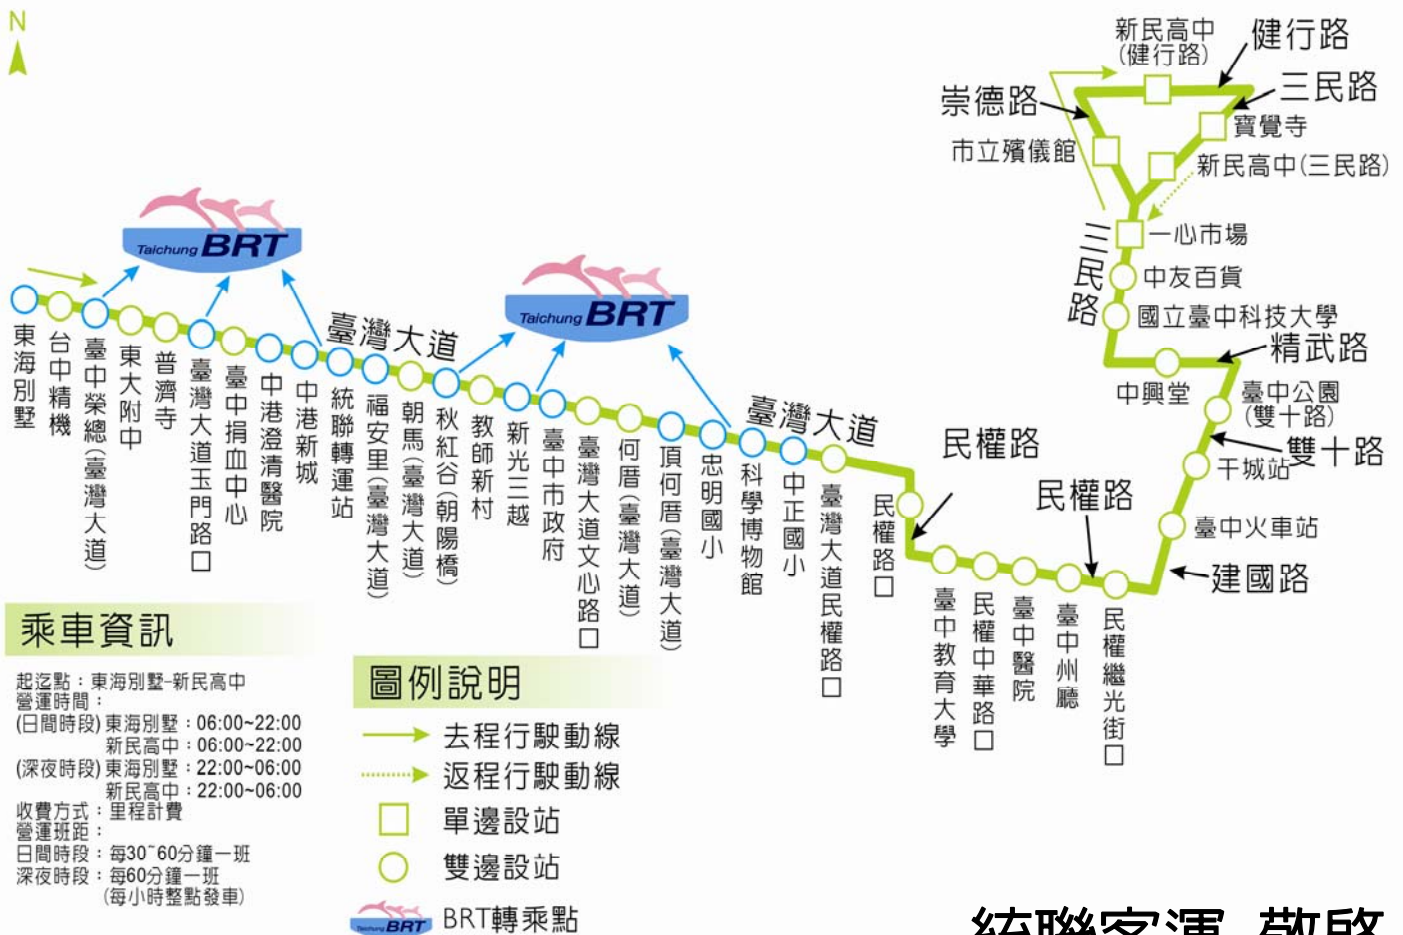 N
新民高中
(健行路)
健行路
崇德路
三民路
寶覺寺
市立殯儀館
新民高中(三民路)
一心市場
三民路
中友百貨
國立臺中科技大學
精武路
中興堂
臺中公園
(雙十路)
雙十路
干城站
臺中火車站
建國路
Taichung BRT
Taichung BRT
臺灣大道
臺灣大道
民權路
民權路
東海別墅
台中精機
臺中榮總(臺灣大道)
東大附中
普濟寺
臺灣大道玉門路口
臺中捐血中心
中港澄清醫院
中港新城
統聯轉運站
福安里(臺灣大道)
朝馬(臺灣大道)
秋紅谷(朝陽橋)
教師新村
新光三越
臺中市政府
臺灣大道文心路口
何厝(臺灣大道)
頂何厝(臺灣大道)
忠明國小
科學博物館
中正國小
臺灣大道民權路口
民權路口
臺中教育大學
民權中華路口
臺中醫院
臺中州廳
民權繼光街口
乘車資訊
起迄點：東海別墅-新民高中
營運時間：
(日間時段) 東海別墅：06:00~22:00
新民高中：06:00~22:00
(深夜時段) 東海別墅：22:00~06:00
新民高中：22:00~06:00
收費方式：里程計費
營運班距：
日間時段：每30~60分鐘一班
深夜時段：每60分鐘一班
(每小時整點發車)
圖例說明
去程行駛動線
返程行駛動線
單邊設站
雙邊設站
Taichung BRT BRT轉乘點
統聯客運 敬啟